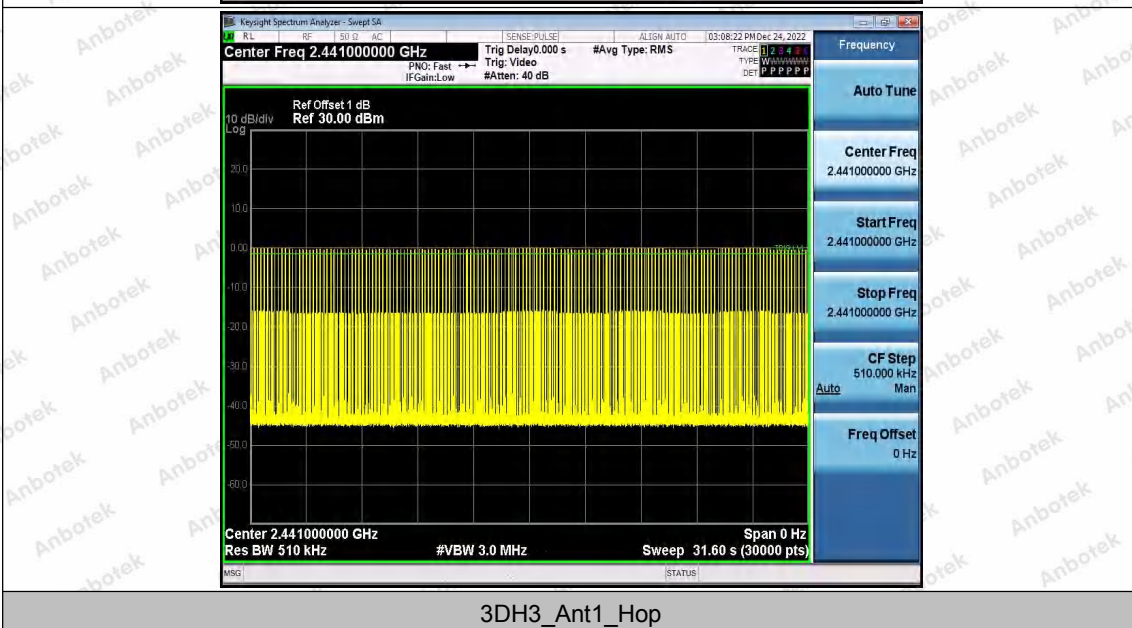 Keysight Spectrum Analyzer - Swept SA
RL RF 50 Ω AC SENSE:PULSE ALIGN AUTO 03:08:22 PM Dec 24, 2022
Center Freq 2.441000000 GHz
PNO: Fast
IFGain:Low
Trig Delay0.000 s
Trig: Video
#Atten: 40 dB
#Avg Type: RMS
TRACE 1 2 3 4 5 6
TYPE
DET P P P P P P
Ref Offset 1 dB
10 dB/div Ref 30.00 dBm
Log
20.0
10.0
0.00
-10.0
-20.0
-30.0
-40.0
-50.0
-60.0
Center 2.441000000 GHz Span 0 Hz
Res BW 510 kHz #VBW 3.0 MHz Sweep 31.60 s (30000 pts)
MSG STATUS
Frequency
Auto Tune
Center Freq
2.441000000 GHz
Start Freq
2.441000000 GHz
Stop Freq
2.441000000 GHz
CF Step
510.000 kHz
Auto Man
Freq Offset
0 Hz
3DH3_Ant1_Hop
Anbotek